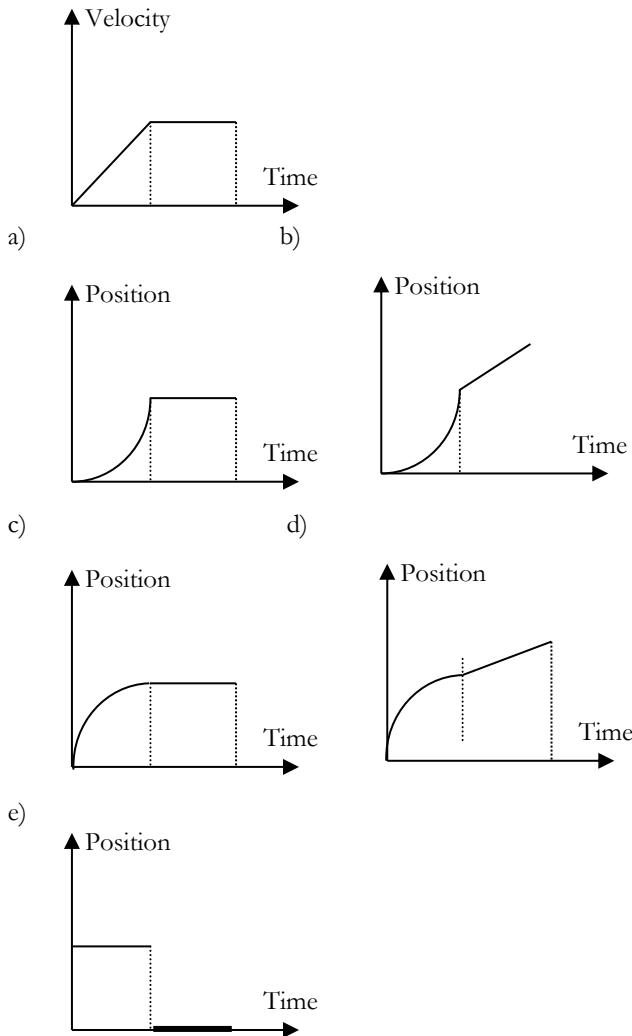 Velocity
Time
a) b)
Position Position
Time Time
c) d)
Position Position
Time Time
e)
Position
Time